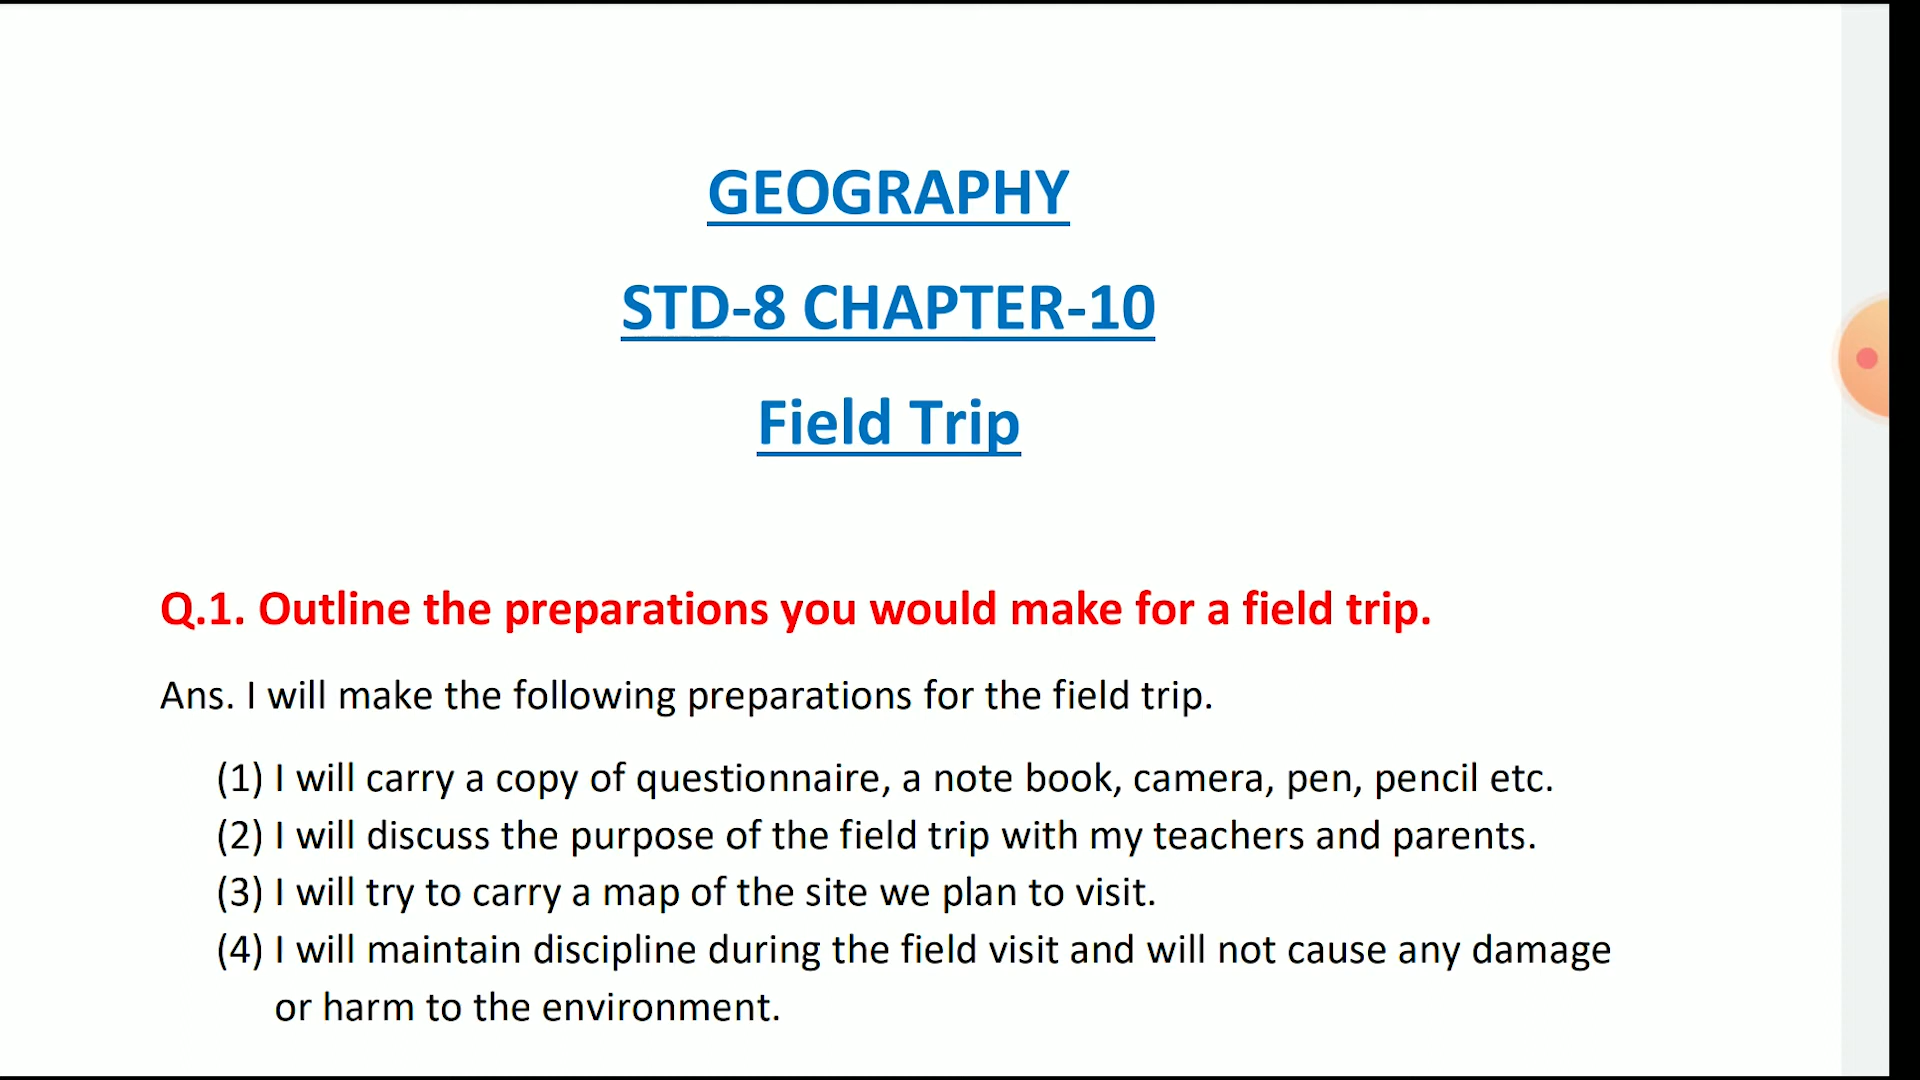 GEOGRAPHY
STD-8 CHAPTER-10
Field Trip
Q.1. Outline the preparations you would make for a field trip.
Ans. I will make the following preparations for the field trip.
(1) I will carry a copy of questionnaire, a note book, camera, pen, pencil etc.
(2) I will discuss the purpose of the field trip with my teachers and parents.
(3) I will try to carry a map of the site we plan to visit.
(4) I will maintain discipline during the field visit and will not cause any damage
or harm to the environment.